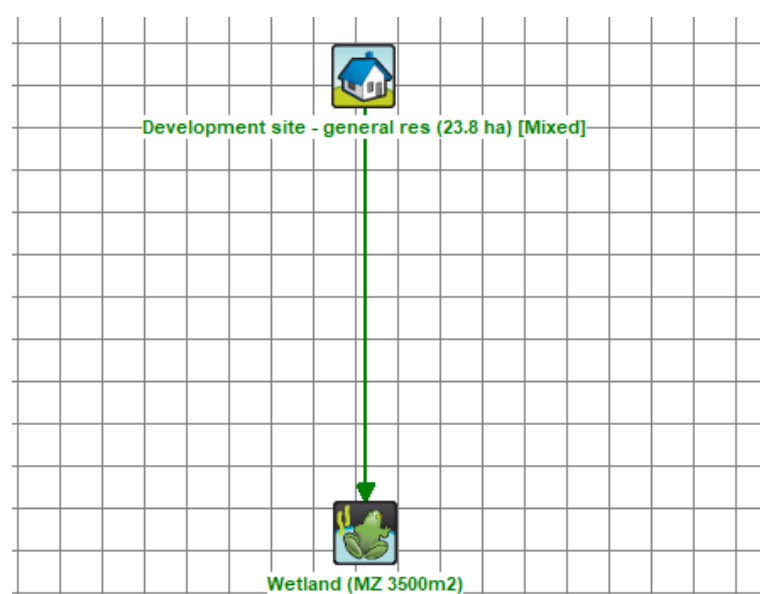 Development site - general res (23.8 ha) [Mixed]
Wetland (MZ 3500m2)